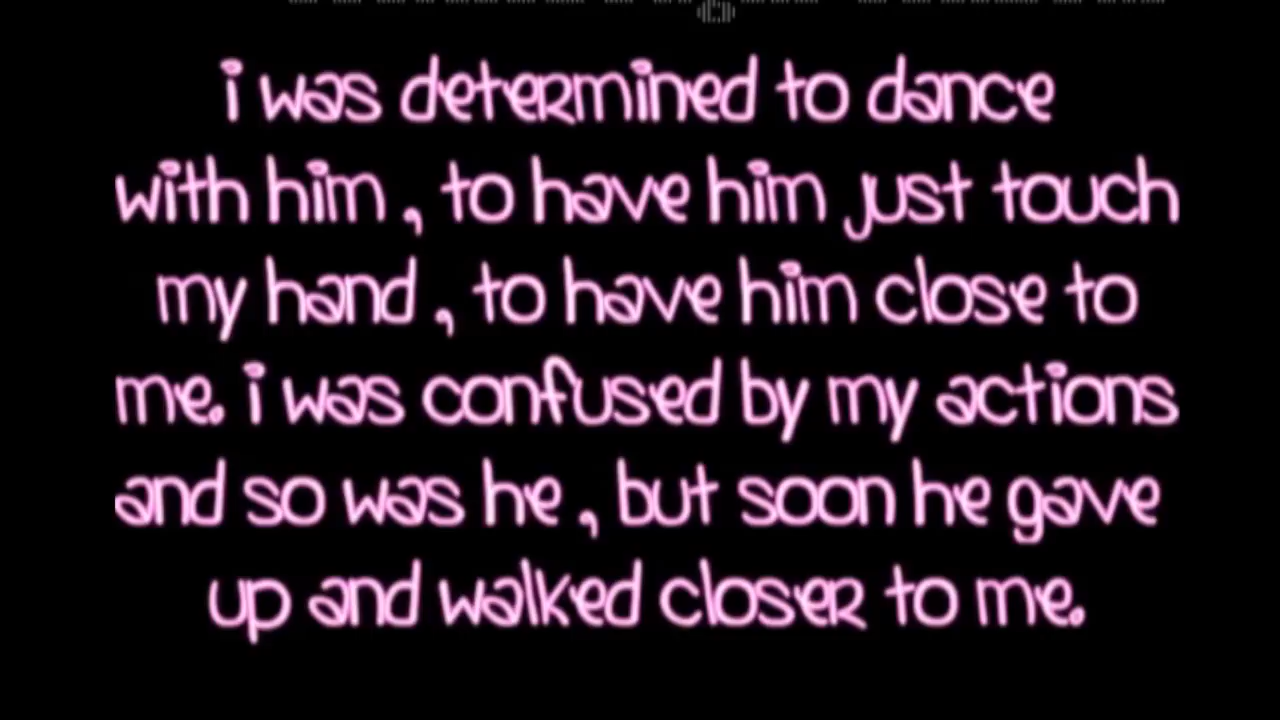 i was determined to dance
with him , to have him just touch
my hand , to have him close to
me. i was confused by my actions
and so was he , but soon he gave
up and walked closer to me.